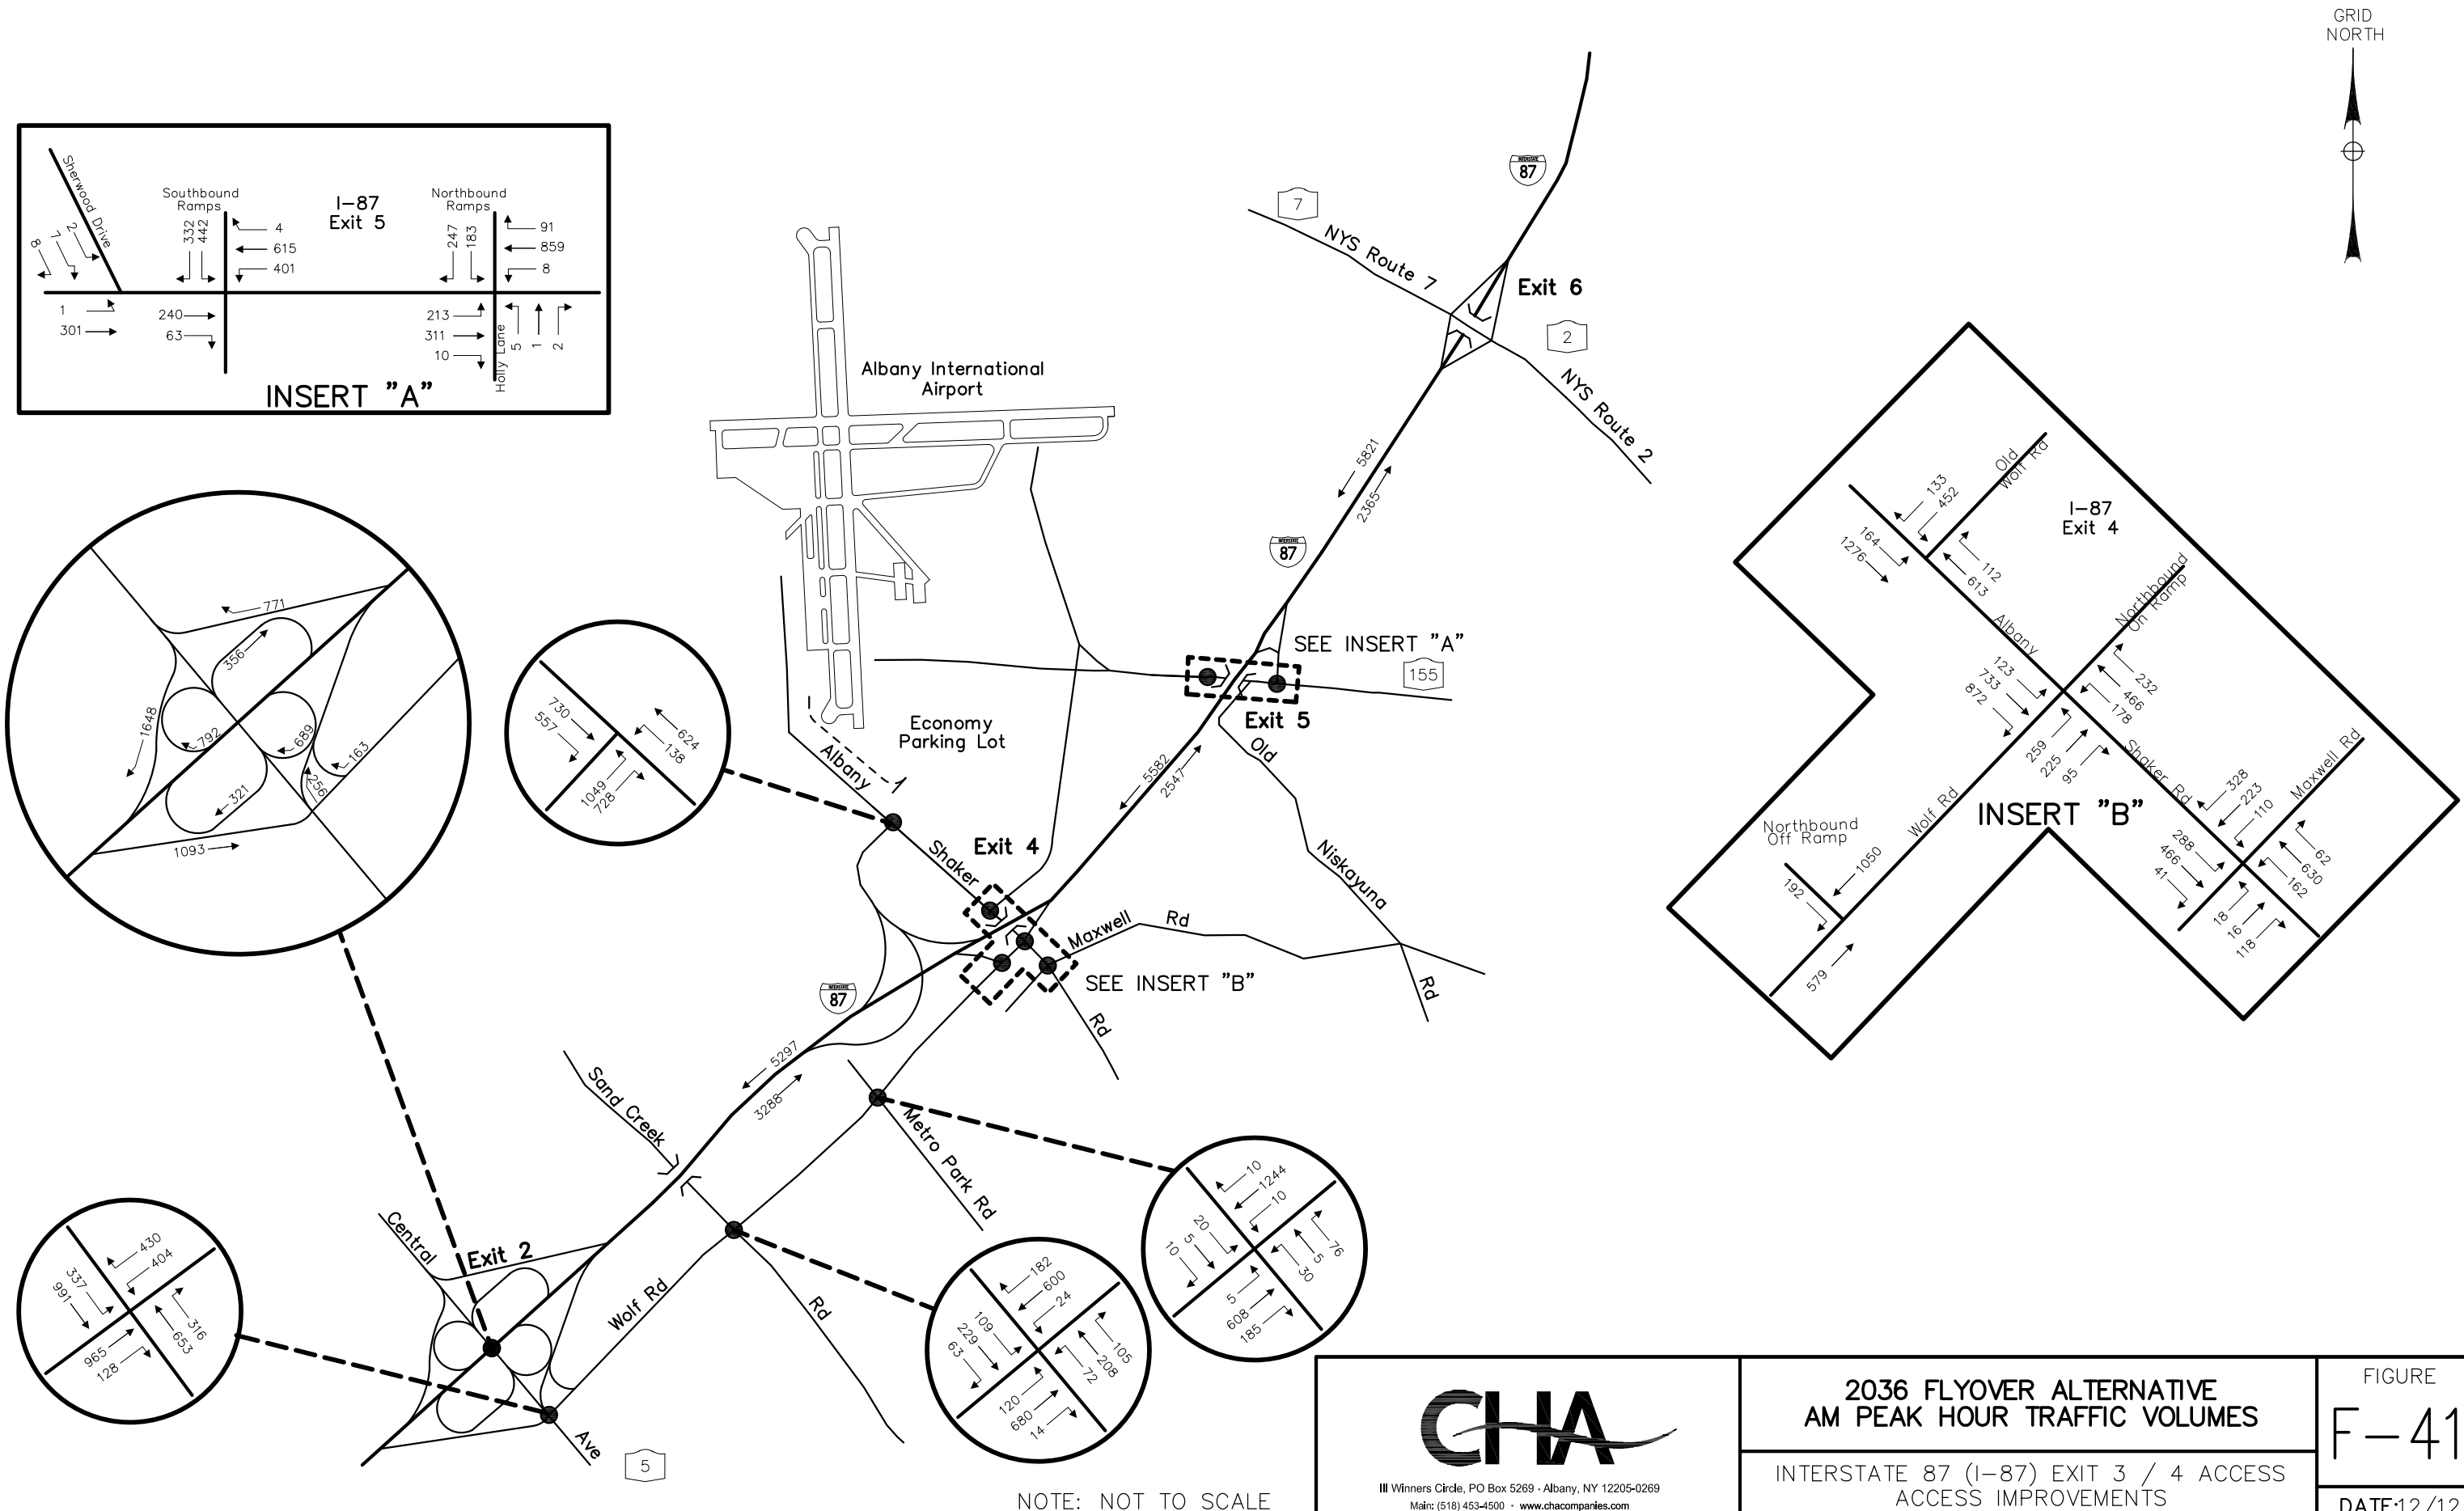 GRID
NORTH
Sherwood Drive
8
7
2
Southbound
Ramps
332
442
4
615
401
I-87
Exit 5
Northbound
Ramps
247
183
91
859
8
1
301
240
63
213
311
10
Holly Lane
5
1
2
INSERT "A"
INTERSTATE
87
7
NYS Route 7
Exit 6
2
NYS Route 2
Albany International
Airport
5821
2365
INTERSTATE
87
SEE INSERT "A"
155
Exit 5
Economy
Parking Lot
Albany
Shaker
Exit 4
5582
2547
Old
Niskayuna
Rd
Maxwell
Rd
SEE INSERT "B"
Rd
INTERSTATE
87
5297
3288
Sand Creek
Rd
Metro Park Rd
Central
Exit 2
Wolf Rd
Ave
5
771
356
1648
792
689
163
256
321
1093
730
557
624
138
1049
728
430
404
337
991
316
653
965
128
182
600
24
109
229
63
105
208
72
120
680
14
10
1244
10
20
5
10
76
5
30
5
608
185
Old
Wolf Rd
133
452
I-87
Exit 4
164
1276
112
613
Northbound
On Ramp
Albany
123
733
872
232
466
178
259
225
95
Shaker Rd
Maxwell Rd
328
223
110
INSERT "B"
Wolf Rd
Northbound
Off Ramp
1050
192
579
288
466
41
62
630
162
18
16
118
NOTE: NOT TO SCALE
CHA
III Winners Circle, PO Box 5269 · Albany, NY 12205-0269
Main: (518) 453-4500 · www.chacompanies.com
2036 FLYOVER ALTERNATIVE
AM PEAK HOUR TRAFFIC VOLUMES
INTERSTATE 87 (I-87) EXIT 3 / 4 ACCESS
ACCESS IMPROVEMENTS
FIGURE
F-41
DATE:12/12